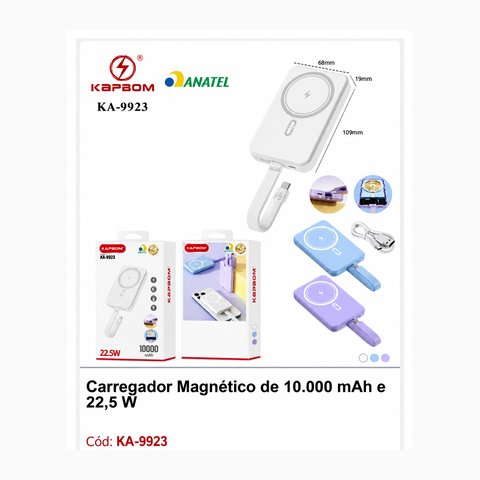 KAPBOM ®
ANATEL
KA-9923
68mm
19mm
109mm
KAPBOM
KA-9923
22.5W
10000
mAh
KAPBOM
KAPBOM
Carregador Magnético de 10.000 mAh e
22,5 W
Cód: KA-9923